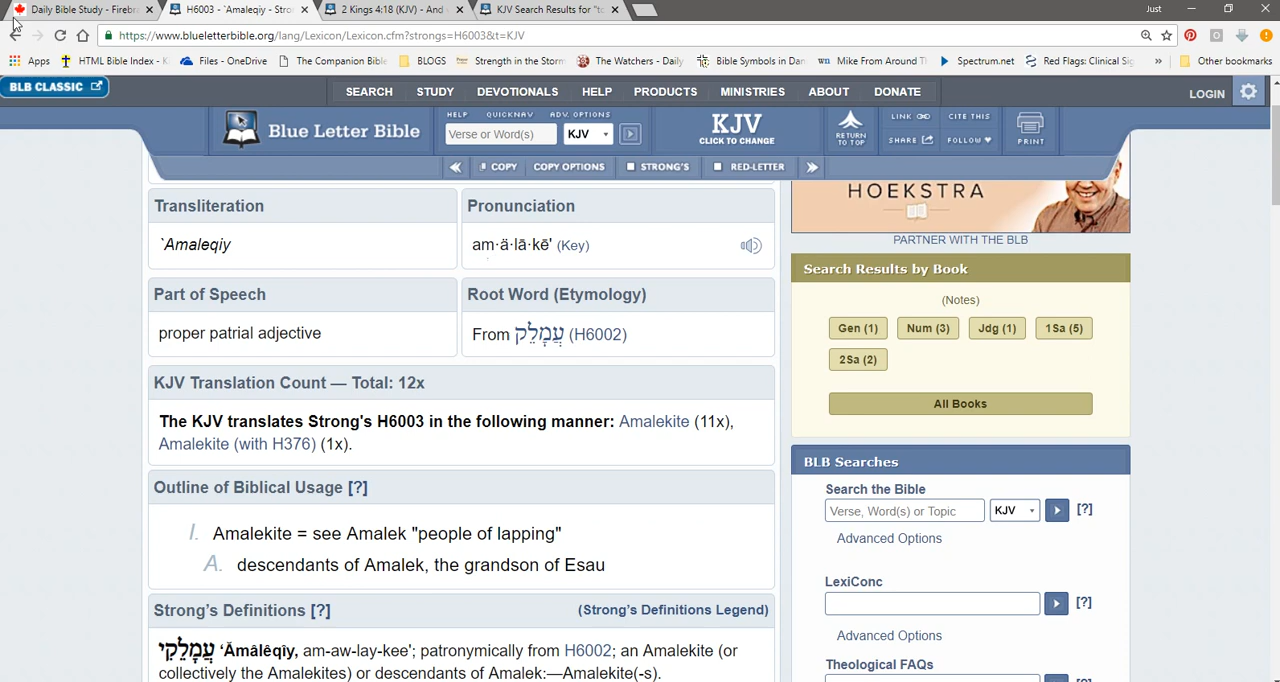 Daily Bible Study - Firebra
H6003 - `Amaleqiy - Stro
2 Kings 4:18 (KJV) - And
KJV Search Results for "to
Just
https://www.blueletterbible.org/lang/Lexicon/Lexicon.cfm?strongs=H6003&t=KJV
Apps
HTML Bible Index - K
Files - OneDrive
The Companion Bible
BLOGS
Strength in the Storm
The Watchers - Daily
Bible Symbols in Dan
wn Mike From Around T
Spectrum.net
Red Flags: Clinical Sig
»
Other bookmarks
BLB CLASSIC
SEARCH STUDY DEVOTIONALS HELP PRODUCTS MINISTRIES ABOUT DONATE
LOGIN
Blue Letter Bible
HELP QUICKNAV ADV. OPTIONS
Verse or Word(s)
KJV
KJV
CLICK TO CHANGE
RETURN
TO TOP
LINK
CITE THIS
SHARE
FOLLOW
PRINT
COPY
COPY OPTIONS
STRONG'S
RED-LETTER
Transliteration
`Amaleqiy
Pronunciation
am·ä·lā·kē' (Key)
Part of Speech
proper patrial adjective
Root Word (Etymology)
From עֲמָלֵק (H6002)
KJV Translation Count — Total: 12x
The KJV translates Strong's H6003 in the following manner: Amalekite (11x),
Amalekite (with H376) (1x).
Outline of Biblical Usage [?]
I. Amalekite = see Amalek "people of lapping"
A. descendants of Amalek, the grandson of Esau
Strong's Definitions [?]
(Strong's Definitions Legend)
עֲמָלֵקִי ʻĂmâlêqîy, am-aw-lay-kee'; patronymically from H6002; an Amalekite (or
collectively the Amalekites) or descendants of Amalek:—Amalekite(-s).
HOEKSTRA
PARTNER WITH THE BLB
Search Results by Book
(Notes)
Gen (1) Num (3) Jdg (1) 1Sa (5)
2Sa (2)
All Books
BLB Searches
Search the Bible
Verse, Word(s) or Topic
KJV
[?]
Advanced Options
LexiConc
[?]
Advanced Options
Theological FAQs